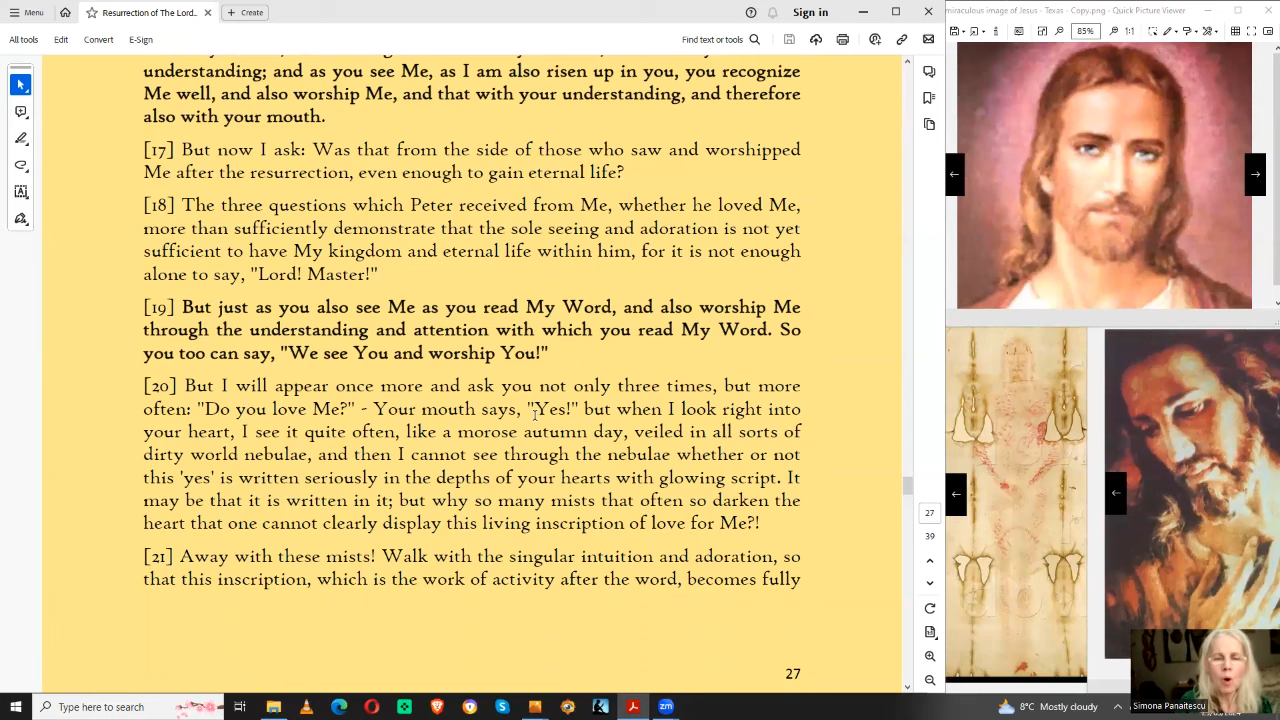 Menu
Resurrection of The Lord...
Create
Sign in
miraculous image of Jesus - Texas - Copy.png - Quick Picture Viewer
All tools
Edit
Convert
E-Sign
Find text or tools
85%
1:1
understanding; and as you see Me, as I am also risen up in you, you recognize
Me well, and also worship Me, and that with your understanding, and therefore
also with your mouth.
[17] But now I ask: Was that from the side of those who saw and worshipped
Me after the resurrection, even enough to gain eternal life?
[18] The three questions which Peter received from Me, whether he loved Me,
more than sufficiently demonstrate that the sole seeing and adoration is not yet
sufficient to have My kingdom and eternal life within him, for it is not enough
alone to say, "Lord! Master!"
[19] But just as you also see Me as you read My Word, and also worship Me
through the understanding and attention with which you read My Word. So
you too can say, "We see You and worship You!"
[20] But I will appear once more and ask you not only three times, but more
often: "Do you love Me?" - Your mouth says, "Yes!" but when I look right into
your heart, I see it quite often, like a morose autumn day, veiled in all sorts of
dirty world nebulae, and then I cannot see through the nebulae whether or not
this 'yes' is written seriously in the depths of your hearts with glowing script. It
may be that it is written in it; but why so many mists that often so darken the
heart that one cannot clearly display this living inscription of love for Me?!
[21] Away with these mists! Walk with the singular intuition and adoration, so
that this inscription, which is the work of activity after the word, becomes fully
27
27
39
Simona Panaitescu
Type here to search
8°C Mostly cloudy